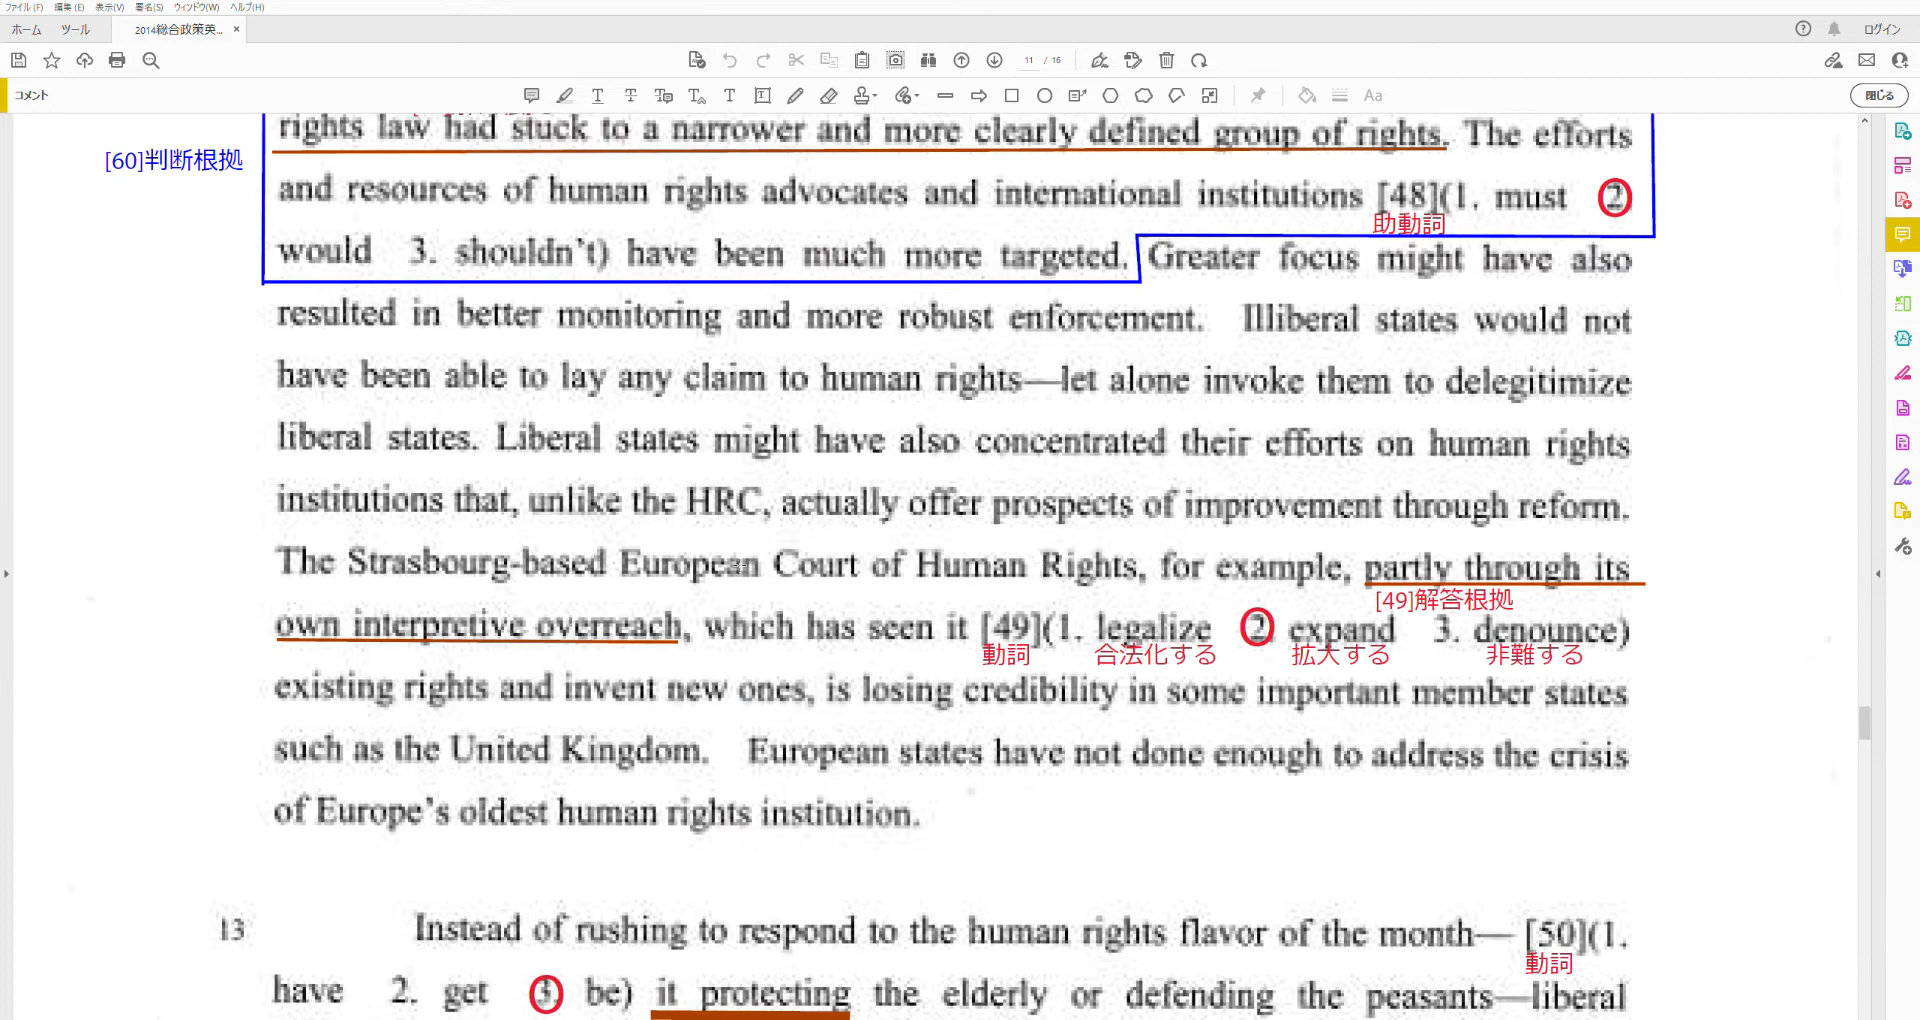 ファイル (F) 編集 (E) 表示(V) 署名(S) ウィンドウ(W) ヘルプ(H)
ホーム ツール 2014総合政策英... × ログイン
11 / 16
コメント Aa 閉じる
rights law had stuck to a narrower and more clearly defined group of rights. The efforts
[60]判断根拠
and resources of human rights advocates and international institutions [48](1. must 2
助動詞
would 3. shouldn't) have been much more targeted. Greater focus might have also
resulted in better monitoring and more robust enforcement. Illiberal states would not
have been able to lay any claim to human rights—let alone invoke them to delegitimize
liberal states. Liberal states might have also concentrated their efforts on human rights
institutions that, unlike the HRC, actually offer prospects of improvement through reform.
The Strasbourg-based European Court of Human Rights, for example, partly through its
[49]解答根拠
own interpretive overreach, which has seen it [49](1. legalize 2. expand 3. denounce)
動詞 合法化する 拡大する 非難する
existing rights and invent new ones, is losing credibility in some important member states
such as the United Kingdom. European states have not done enough to address the crisis
of Europe's oldest human rights institution.
13 Instead of rushing to respond to the human rights flavor of the month— [50](1.
動詞
have 2. get 3. be) it protecting the elderly or defending the peasants—liberal